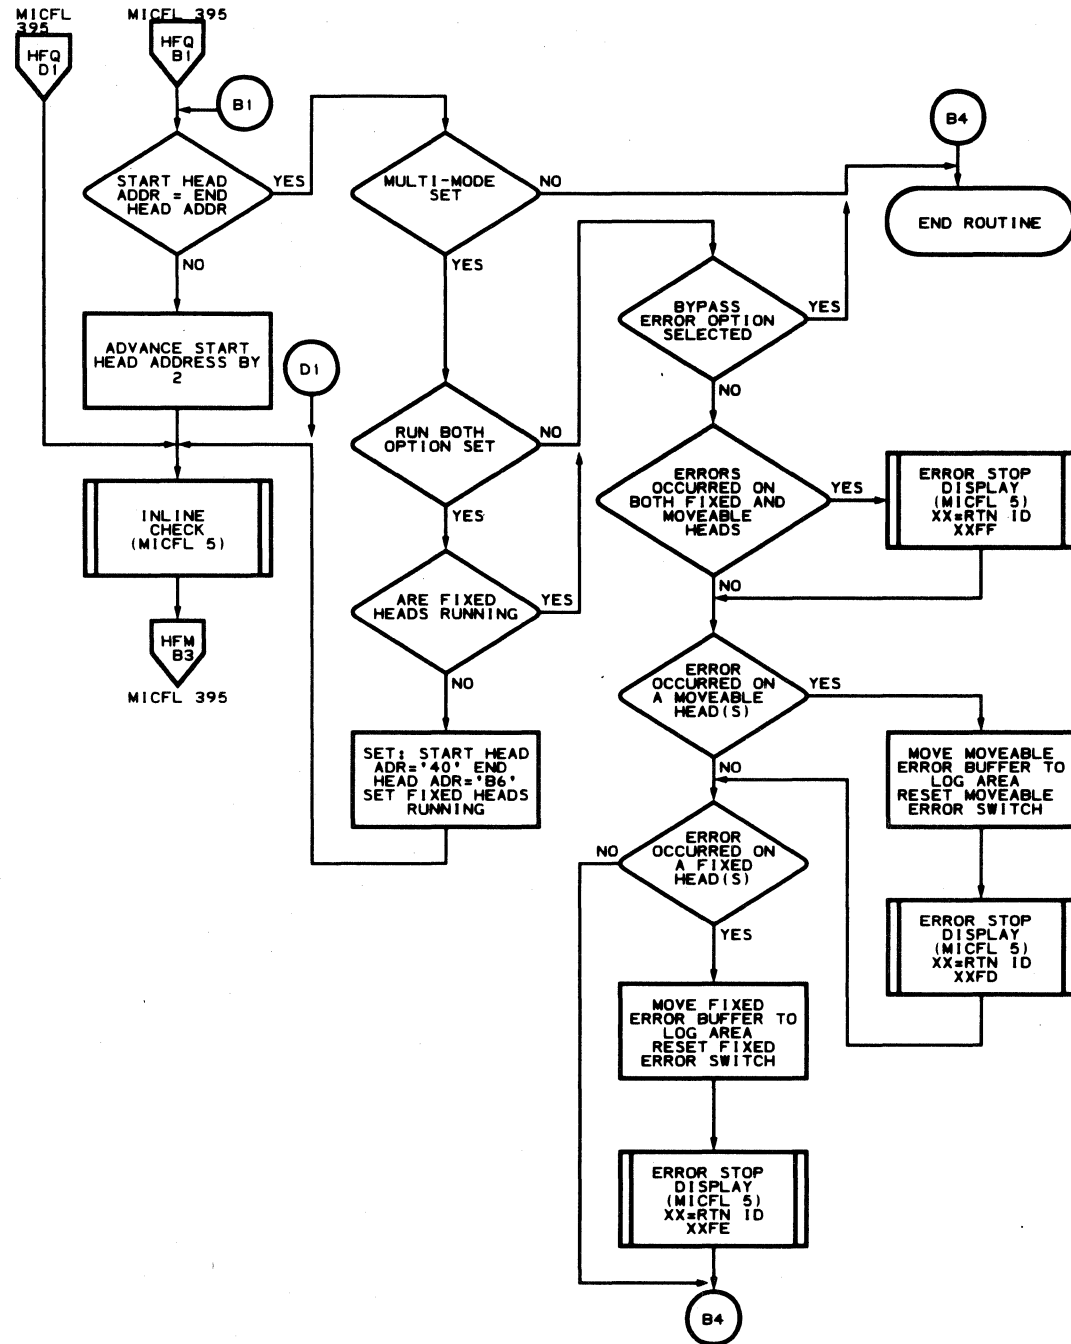 MICFL
395
HFQ
D1
MICFL 395
HFQ
B1
B1
START HEAD
ADDR = END
HEAD ADDR
YES
NO
ADVANCE START
HEAD ADDRESS BY
2
D1
INLINE
CHECK
(MICFL 5)
HFM
B3
MICFL 395
MULTI-MODE
SET
NO
YES
RUN BOTH
OPTION SET
NO
YES
ARE FIXED
HEADS RUNNING
YES
NO
SET: START HEAD
ADR='40' END
HEAD ADR='B6'
SET FIXED HEADS
RUNNING
BYPASS
ERROR OPTION
SELECTED
YES
NO
ERRORS
OCCURRED ON
BOTH FIXED AND
MOVEABLE
HEADS
YES
NO
ERROR
OCCURRED ON
A MOVEABLE
HEAD(S)
YES
NO
ERROR
OCCURRED ON
A FIXED
HEAD(S)
NO
YES
MOVE FIXED
ERROR BUFFER TO
LOG AREA
RESET FIXED
ERROR SWITCH
ERROR STOP
DISPLAY
(MICFL 5)
XX=RTN ID
XXFE
B4
B4
END ROUTINE
ERROR STOP
DISPLAY
(MICFL 5)
XX=RTN ID
XXFF
MOVE MOVEABLE
ERROR BUFFER TO
LOG AREA
RESET MOVEABLE
ERROR SWITCH
ERROR STOP
DISPLAY
(MICFL 5)
XX=RTN ID
XXFD